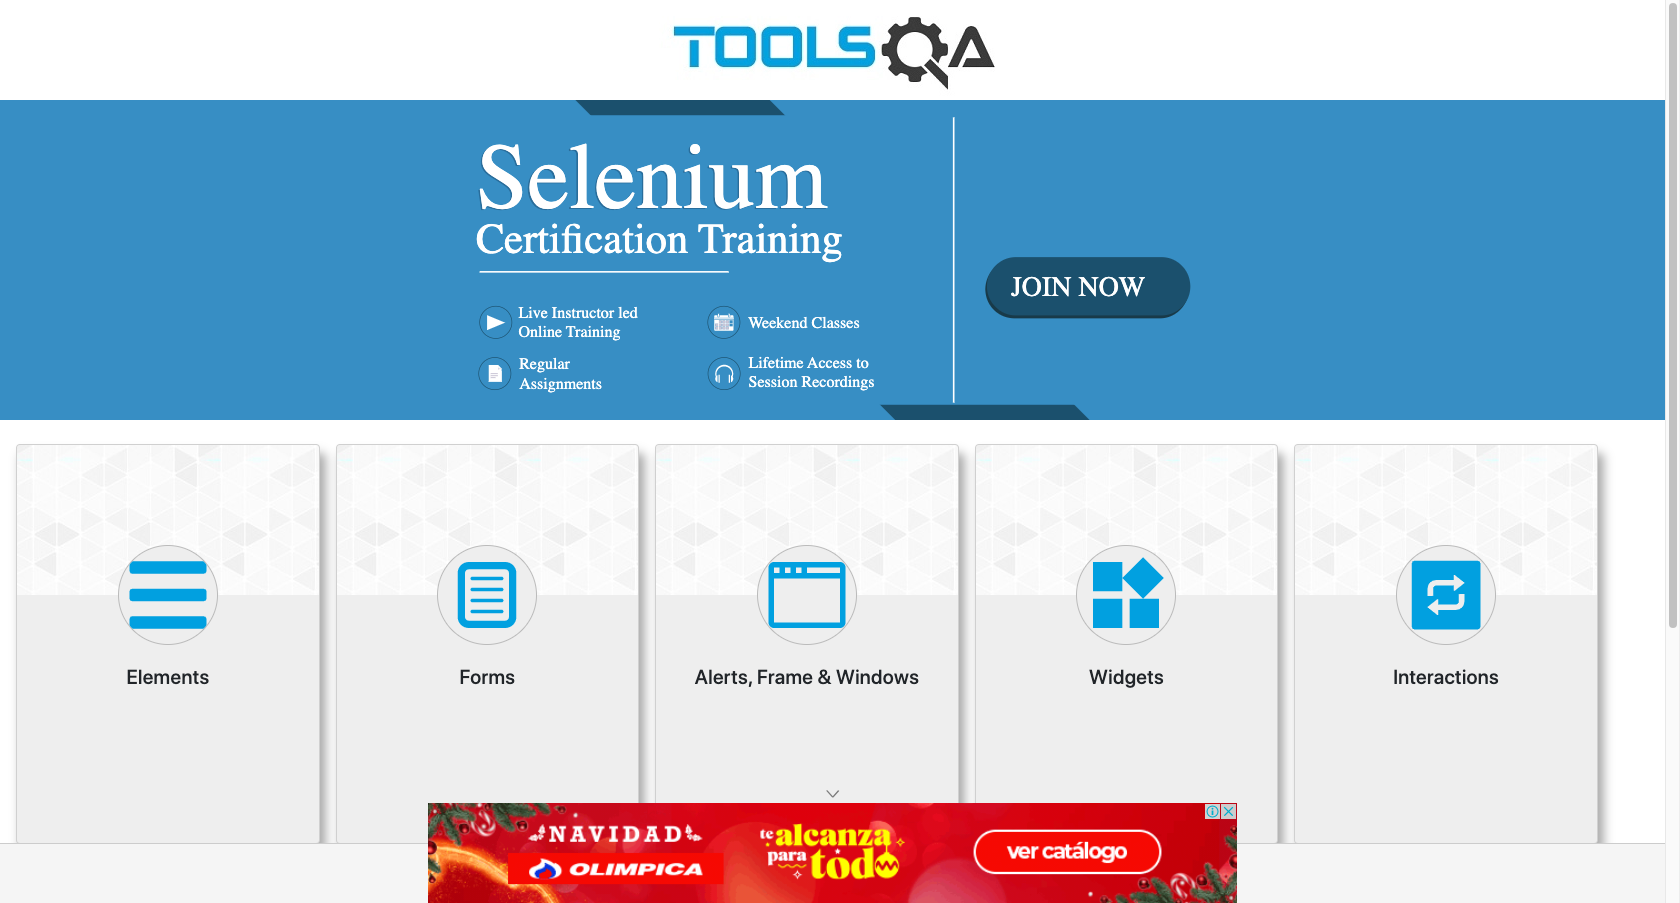 TOOLSQA
Selenium
Certification Training
JOIN NOW
Live Instructor led
Online Training
Weekend Classes
Regular
Assignments
Lifetime Access to
Session Recordings
Elements
Forms
Alerts, Frame & Windows
Widgets
Interactions
NAVIDAD
OLIMPICA
te alcanza
para todo
ver catálogo